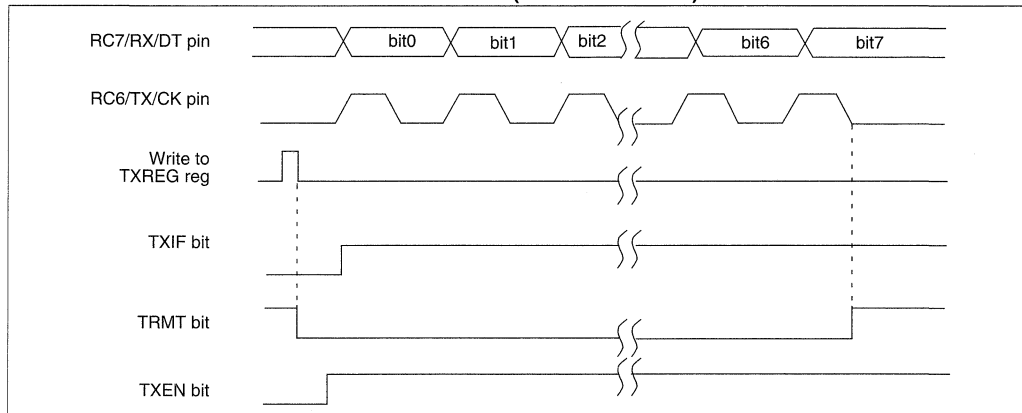 RC7/RX/DT pin
bit0
bit1
bit2
bit6
bit7
RC6/TX/CK pin
Write to
TXREG reg
TXIF bit
TRMT bit
TXEN bit